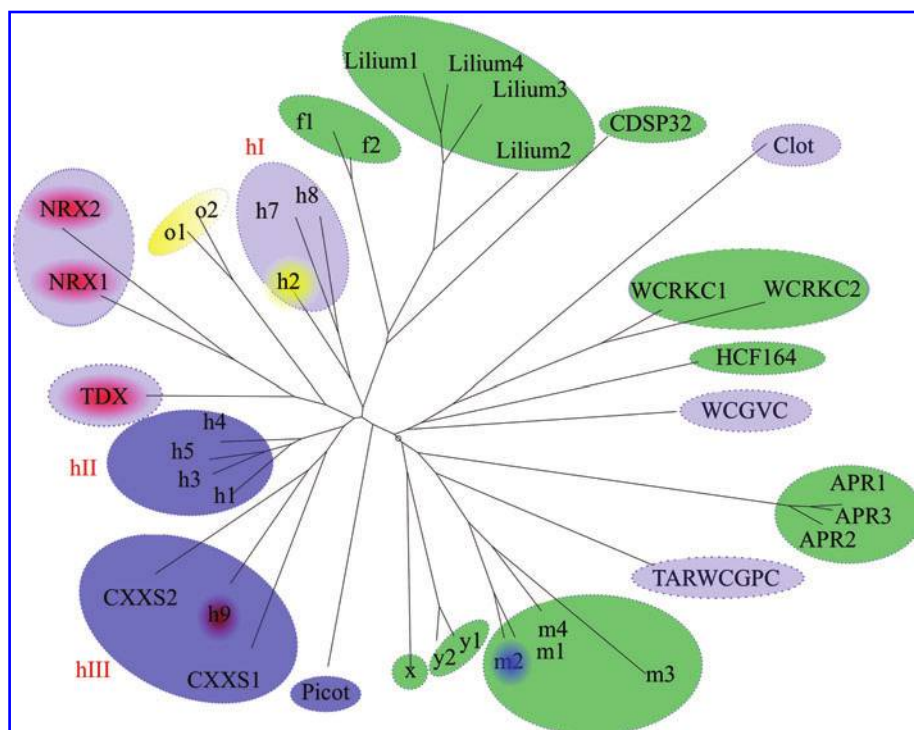 Lilium1
Lilium4
Lilium3
Lilium2
f1
f2
CDSP32
Clot
hI
h7
h8
h2
NRX2
NRX1
o1
o2
WCRKC1
WCRKC2
HCF164
WCGVC
TDX
h4
h5
h3
h1
hII
APR1
APR3
APR2
TARWCGPC
CXXS2
h9
CXXS1
hIII
Picot
x
y2
y1
m4
m1
m2
m3